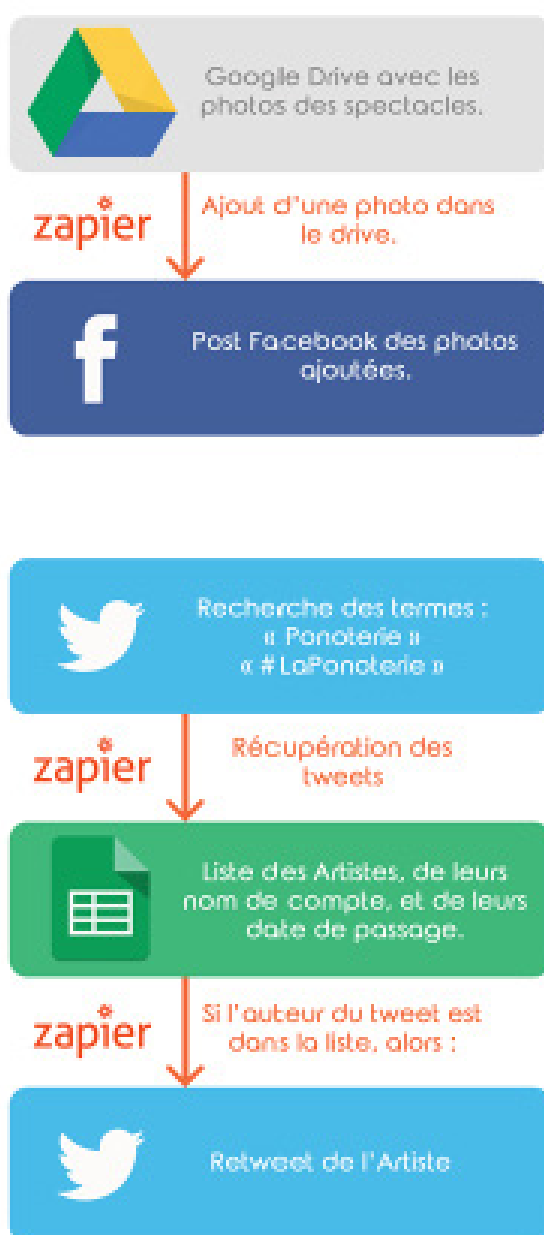 Google Drive avec les
photos des spectacles.
zapier
Ajout d'une photo dans
le drive.
f
Post Facebook des photos
ajoutées.
Recherche des termes :
« Ponoterie »
« #LaPonoterie »
zapier
Récupération des
tweets
Liste des Artistes, de leurs
nom de compte, et de leurs
date de passage.
zapier
Si l'auteur du tweet est
dans la liste, alors :
Retweet de l'Artiste